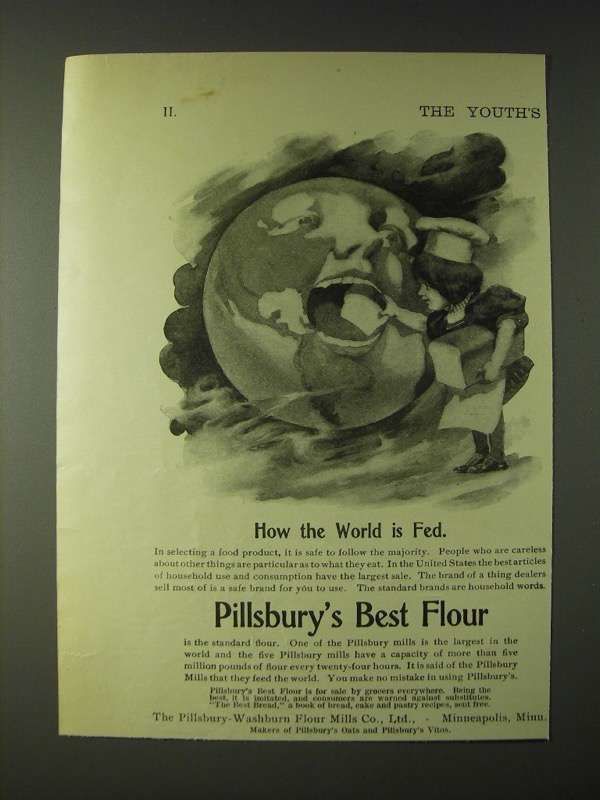 II.
THE YOUTH'S
How the World is Fed.
In selecting a food product, it is safe to follow the majority. People who are careless
about other things are particular as to what they eat. In the United States the best articles
of household use and consumption have the largest sale. The brand of a thing dealers
sell most of is a safe brand for you to use. The standard brands are household words.
Pillsbury's Best Flour
is the standard flour. One of the Pillsbury mills is the largest in the
world and the five Pillsbury mills have a capacity of more than five
million pounds of flour every twenty-four hours. It is said of the Pillsbury
Mills that they feed the world. You make no mistake in using Pillsbury's.
Pillsbury's Best Flour is for sale by grocers everywhere. Being the
best, it is imitated, and consumers are warned against substitutes.
"The Best Bread," a book of bread, cake and pastry recipes, sent free.
The Pillsbury-Washburn Flour Mills Co., Ltd., - Minneapolis, Minn.
Makers of Pillsbury's Oats and Pillsbury's Vitos.